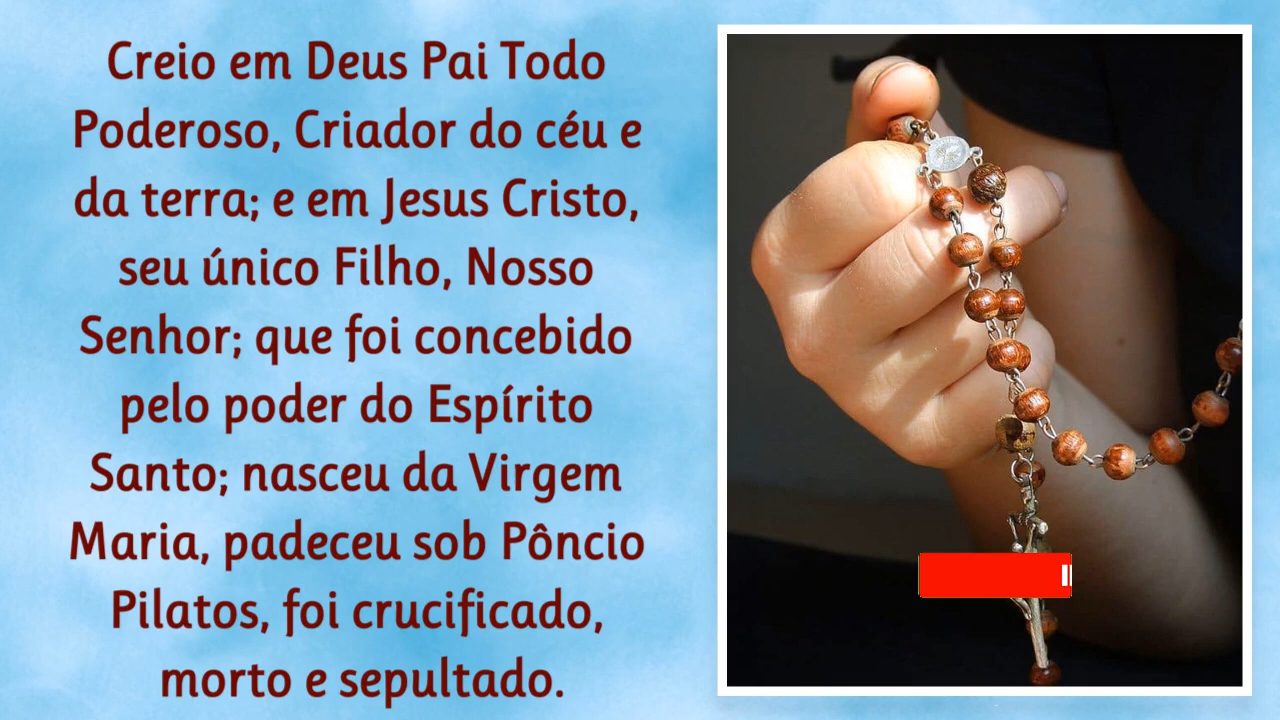 Creio em Deus Pai Todo
Poderoso, Criador do céu e
da terra; e em Jesus Cristo,
seu único Filho, Nosso
Senhor; que foi concebido
pelo poder do Espírito
Santo; nasceu da Virgem
Maria, padeceu sob Pôncio
Pilatos, foi crucificado,
morto e sepultado.